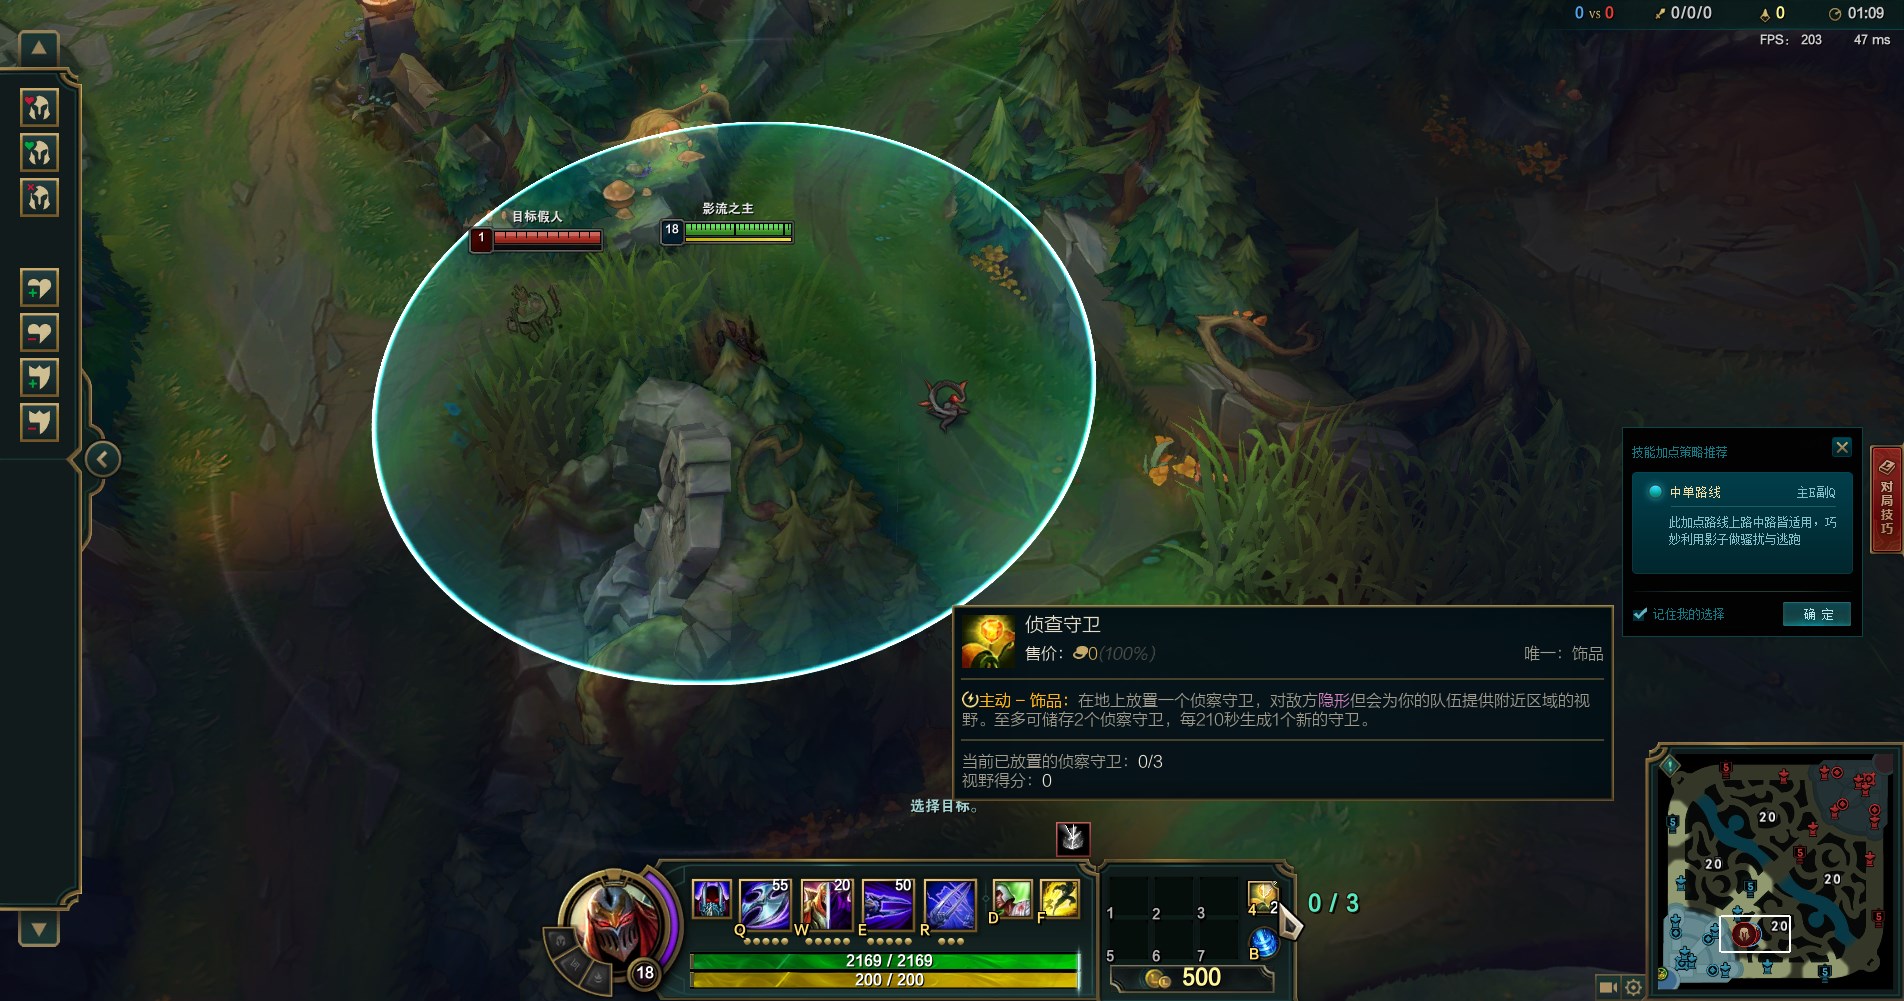 0 vs 0
0/0/0
0
01:09
FPS: 203
47 ms
目标假人
影流之主
1
18
技能加点策略推荐
中单路线
主E副Q
此加点路线上路中路皆适用，巧
妙利用影子做骚扰与逃跑
记住我的选择
确 定
对局技巧
侦查守卫
售价：0(100%)
唯一：饰品
主动 – 饰品：在地上放置一个侦察守卫，对敌方隐形但会为你的队伍提供附近区域的视
野。至多可储存2个侦察守卫，每210秒生成1个新的守卫。
当前已放置的侦察守卫：0/3
视野得分：0
选择目标。
55
20
50
Q
W
E
R
D
F
1
2
3
4
2
0 / 3
5
6
7
B
18
2169 / 2169
200 / 200
500
5
20
5
20
5
5
20
5
20
5